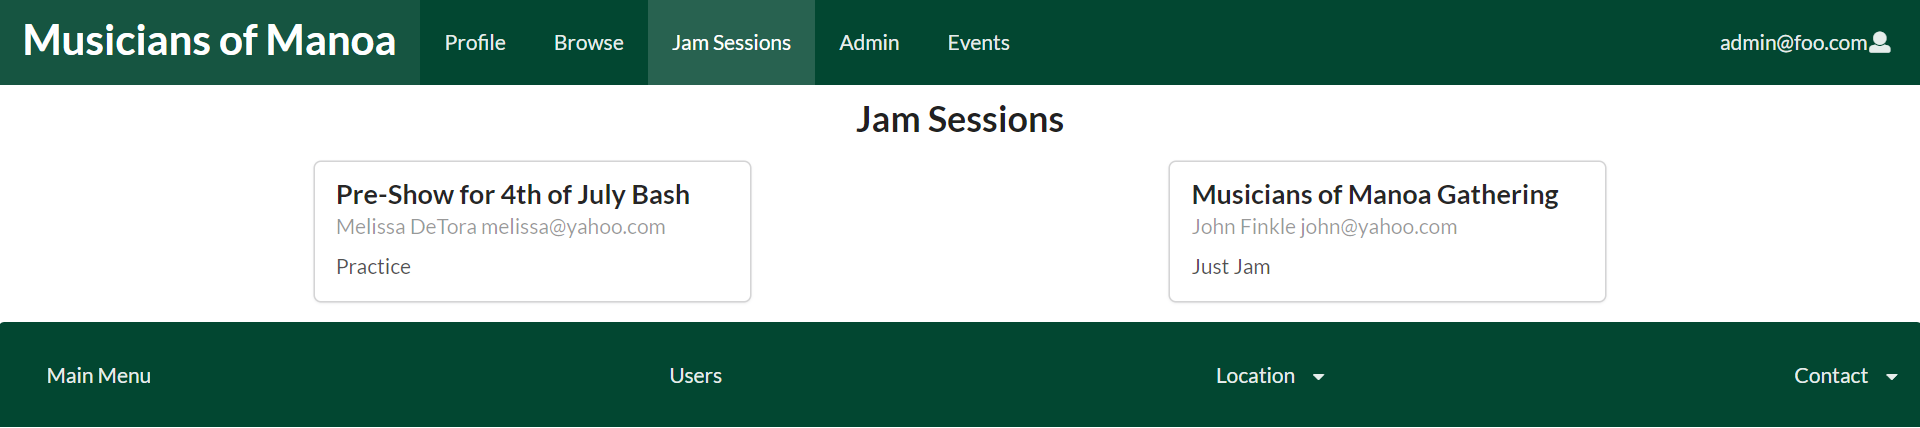 Musicians of Manoa Profile Browse Jam Sessions Admin Events admin@foo.com
Jam Sessions
Pre-Show for 4th of July Bash
Melissa DeTora melissa@yahoo.com
Practice
Musicians of Manoa Gathering
John Finkle john@yahoo.com
Just Jam
Main Menu Users Location Contact